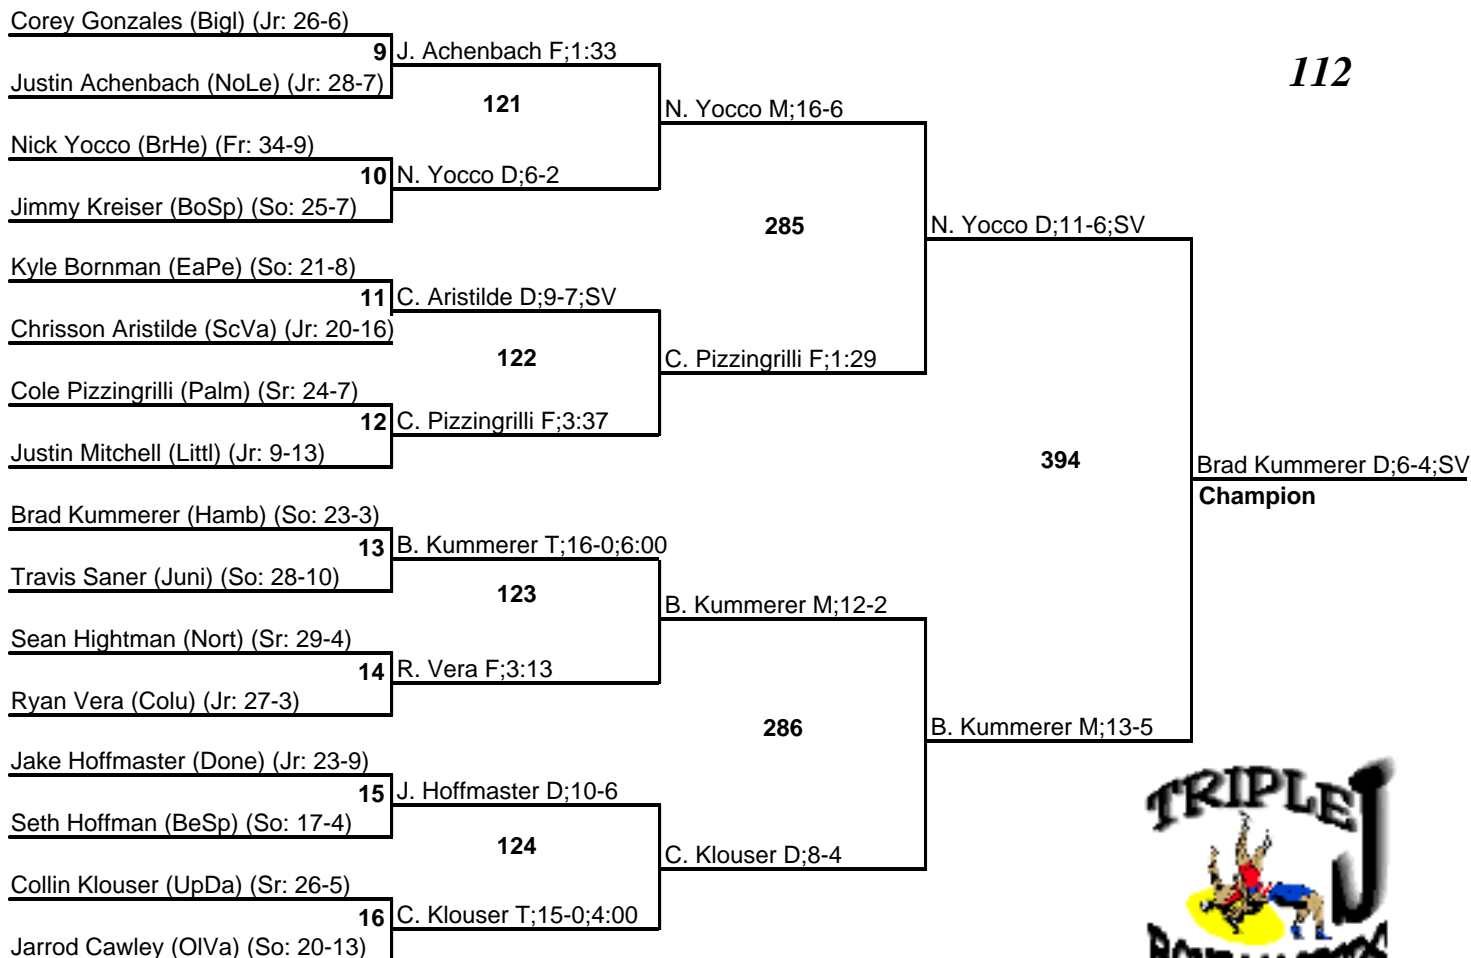 Corey Gonzales (Bigl) (Jr: 26-6)
9 J. Achenbach F;1:33
112
Justin Achenbach (NoLe) (Jr: 28-7)
121
N. Yocco M;16-6
Nick Yocco (BrHe) (Fr: 34-9)
10 N. Yocco D;6-2
Jimmy Kreiser (BoSp) (So: 25-7)
285
N. Yocco D;11-6;SV
Kyle Bornman (EaPe) (So: 21-8)
11 C. Aristilde D;9-7;SV
Chrisson Aristilde (ScVa) (Jr: 20-16)
122
C. Pizzingrilli F;1:29
Cole Pizzingrilli (Palm) (Sr: 24-7)
12 C. Pizzingrilli F;3:37
Justin Mitchell (Littl) (Jr: 9-13)
394
Brad Kummerer D;6-4;SV
Champion
Brad Kummerer (Hamb) (So: 23-3)
13 B. Kummerer T;16-0;6:00
Travis Saner (Juni) (So: 28-10)
123
B. Kummerer M;12-2
Sean Hightman (Nort) (Sr: 29-4)
14 R. Vera F;3:13
Ryan Vera (Colu) (Jr: 27-3)
286
B. Kummerer M;13-5
Jake Hoffmaster (Done) (Jr: 23-9)
15 J. Hoffmaster D;10-6
Seth Hoffman (BeSp) (So: 17-4)
124
C. Klouser D;8-4
Collin Klouser (UpDa) (Sr: 26-5)
16 C. Klouser T;15-0;4:00
Jarrod Cawley (OlVa) (So: 20-13)
TRIPLE J